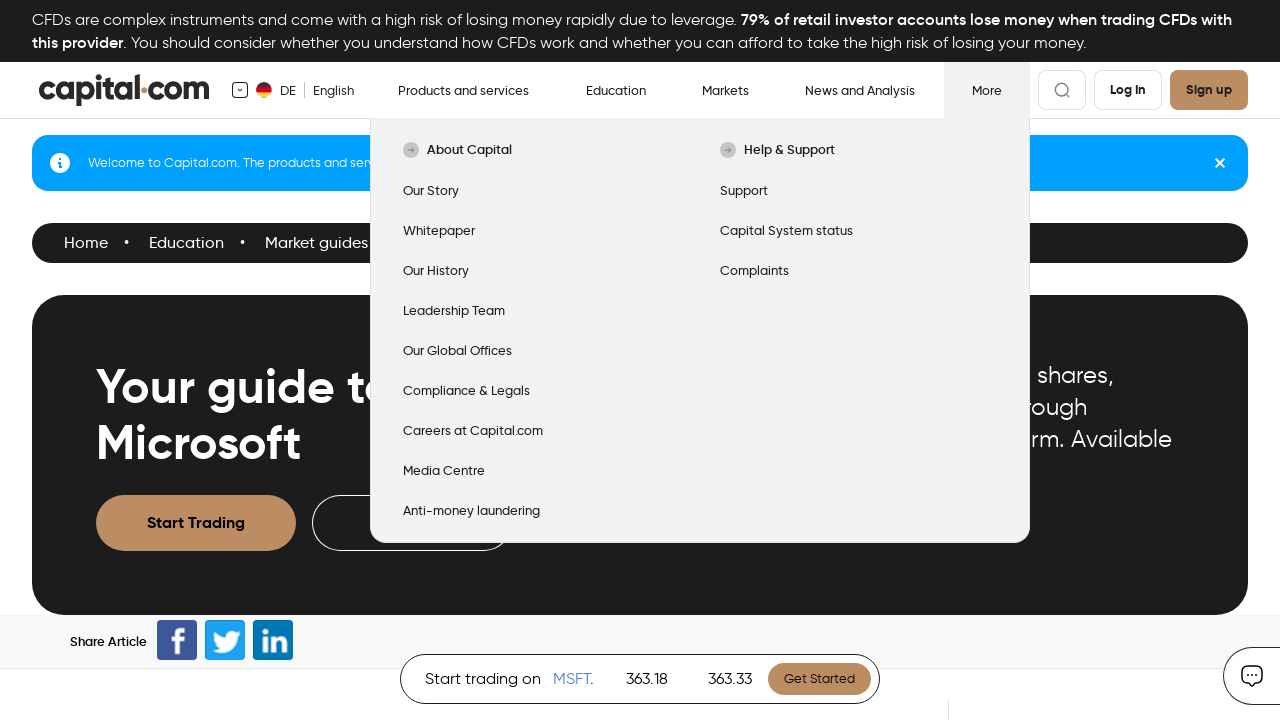 CFDs are complex instruments and come with a high risk of losing money rapidly due to leverage. 79% of retail investor accounts lose money when trading CFDs with
this provider. You should consider whether you understand how CFDs work and whether you can afford to take the high risk of losing your money.
capital.com DE English Products and services Education Markets News and Analysis More Log In Sign up
Welcome to Capital.com. The products and
Home • Education • Market guides
About Capital
Our Story
Whitepaper
Our History
Leadership Team
Our Global Offices
Compliance & Legals
Careers at Capital.com
Media Centre
Anti-money laundering
Help & Support
Support
Capital System status
Complaints
Your guide to
Microsoft
shares,
Available
Start Trading
Share Article
Start trading on MSFT. 363.18 363.33 Get Started